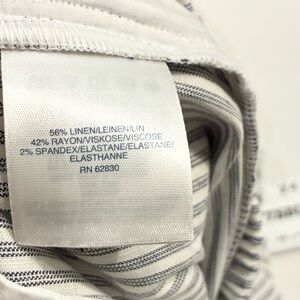 56% LINEN/LEINEN/LIN
42% RAYON/VISKOSE/VISCOSE
2% SPANDEX/ELASTANE/ELASTANE/
ELASTHANNE
RN 62830